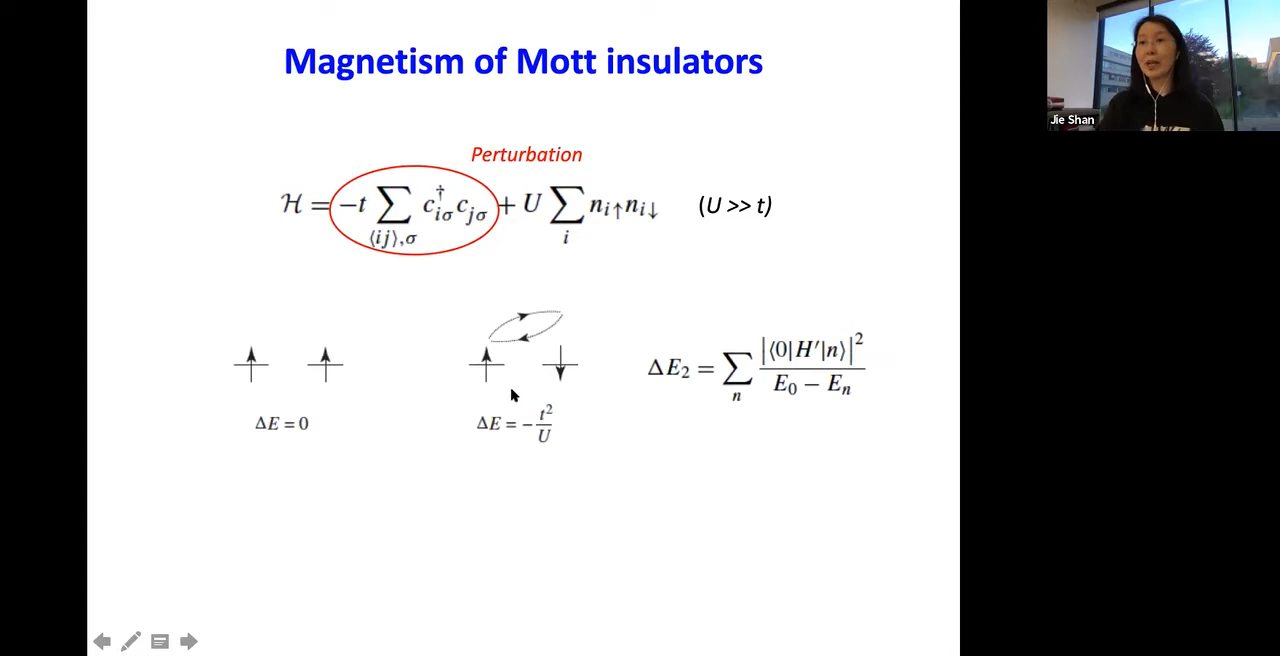 Magnetism of Mott insulators
Jie Shan
Perturbation
ℋ = −t ∑⟨ij⟩,σ c†iσ cjσ + U ∑i ni↑ni↓ (U >> t)
ΔE = 0
ΔE = −t²/U
ΔE₂ = ∑n |⟨0|H′|n⟩|² / E₀ − Eₙ